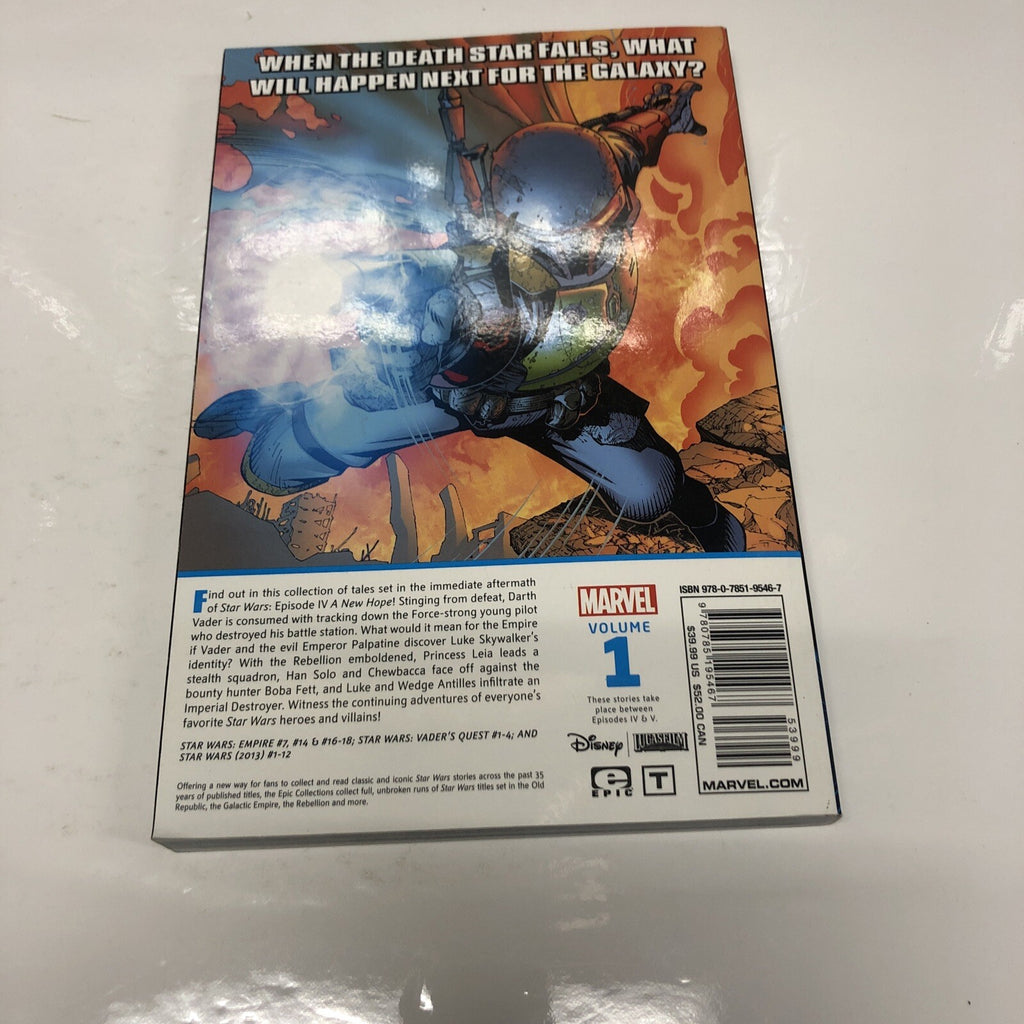 WHEN THE DEATH STAR FALLS, WHAT
WILL HAPPEN NEXT FOR THE GALAXY?
Find out in this collection of tales set in the immediate aftermath
of Star Wars: Episode IV A New Hope! Stinging from defeat, Darth
Vader is consumed with tracking down the Force-strong young pilot
who destroyed his battle station. What would it mean for the Empire
if Vader and the evil Emperor Palpatine discover Luke Skywalker's
identity? With the Rebellion emboldened, Princess Leia leads a
stealth squadron, Han Solo and Chewbacca face off against the
bounty hunter Boba Fett, and Luke and Wedge Antilles infiltrate an
Imperial Destroyer. Witness the continuing adventures of everyone's
favorite Star Wars heroes and villains!
STAR WARS: EMPIRE #7, #14 & #16-18; STAR WARS: VADER'S QUEST #1-4; AND
STAR WARS (2013) #1-12
Offering a new way for fans to collect and read classic and iconic Star Wars stories across the past 35
years of published titles, the Epic Collections collect full, unbroken runs of Star Wars titles set in the Old
Republic, the Galactic Empire, the Rebellion and more.
MARVEL
VOLUME
1
These stories take
place between
Episodes IV & V.
Disney | LUCASFILM
e
EPIC
T
ISBN 978-0-7851-9546-7
9 780785 195467
53999
$39.99 US $52.00 CAN
MARVEL.COM